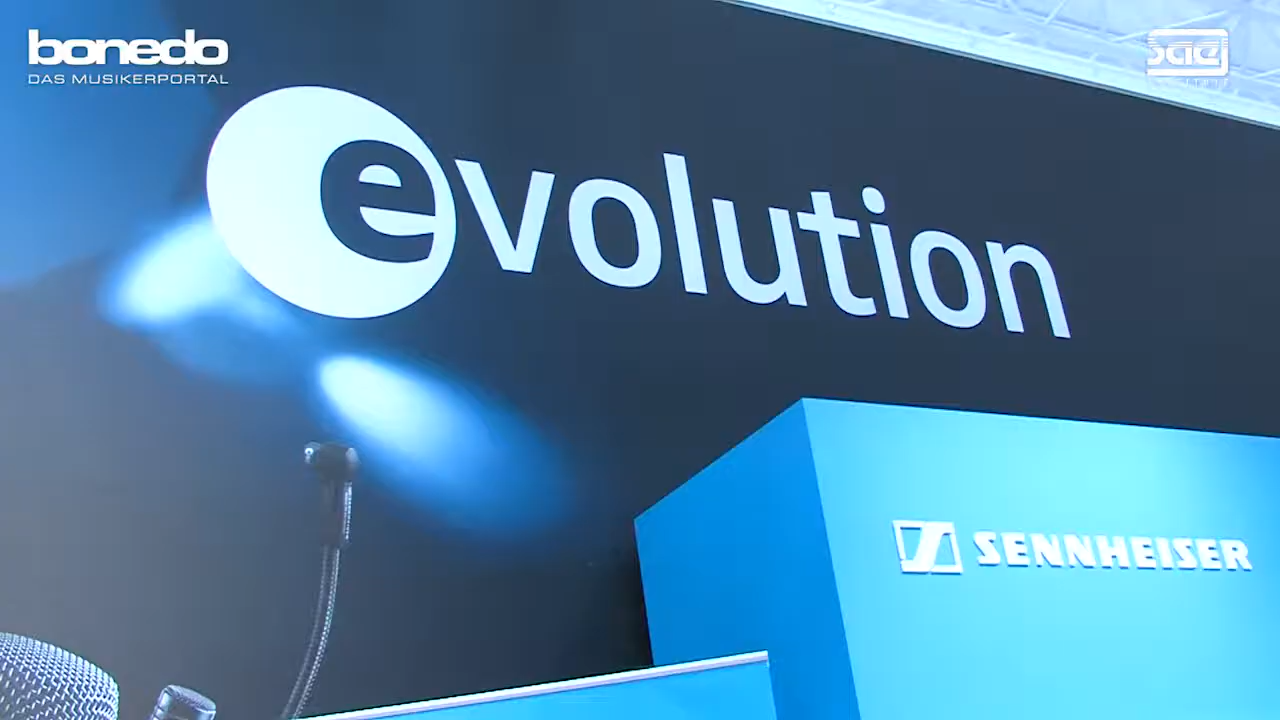 bonedo
DAS MUSIKERPORTAL
sae
evolution
SENNHEISER